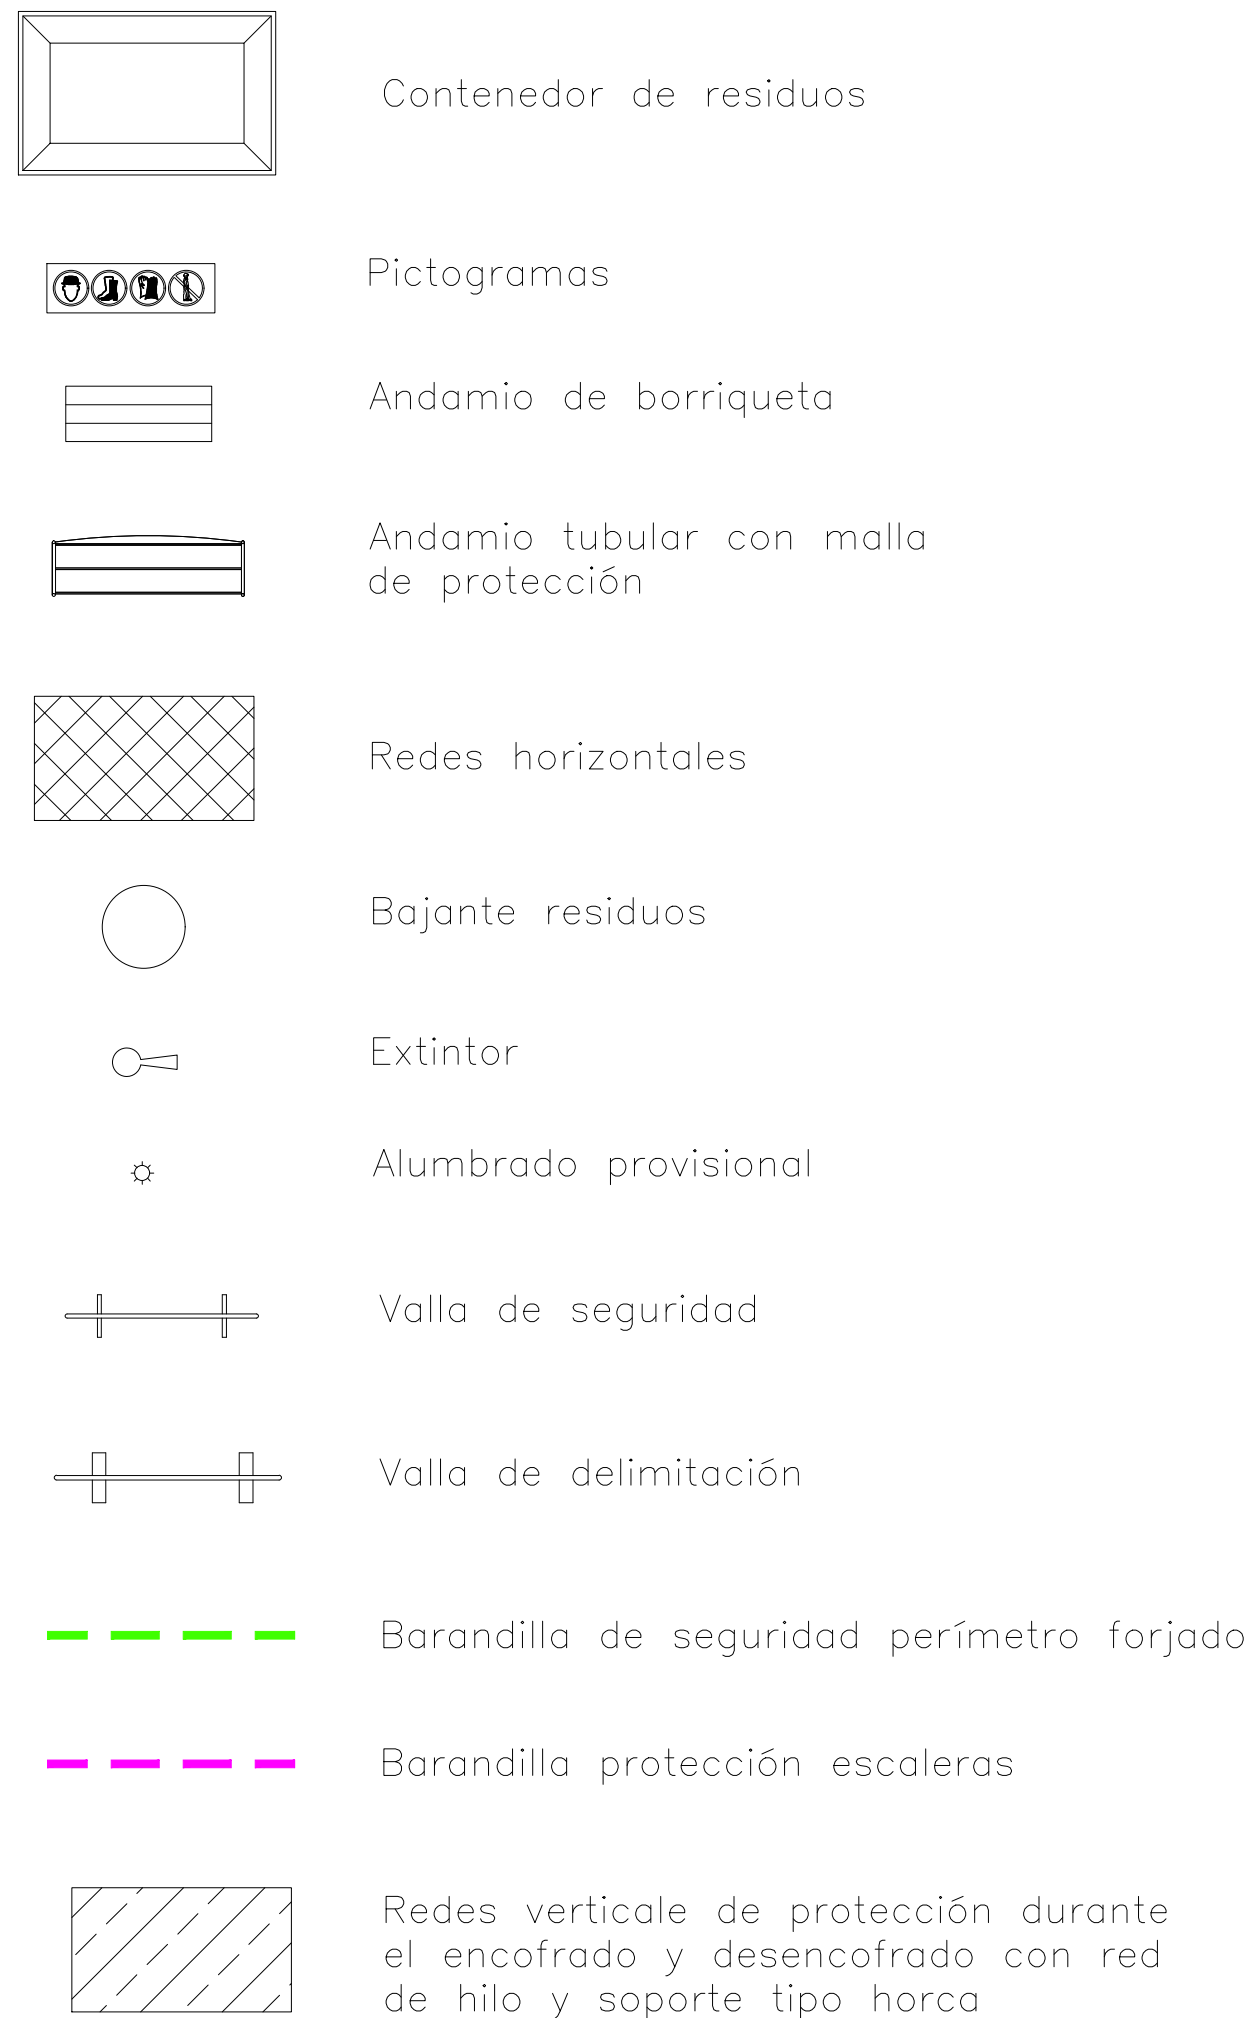 Contenedor de residuos
Pictogramas
Andamio de borriqueta
Andamio tubular con malla
de protección
Redes horizontales
Bajante residuos
Extintor
Alumbrado provisional
Valla de seguridad
Valla de delimitación
Barandilla de seguridad perímetro forjado
Barandilla protección escaleras
Redes verticale de protección durante
el encofrado y desencofrado con red
de hilo y soporte tipo horca